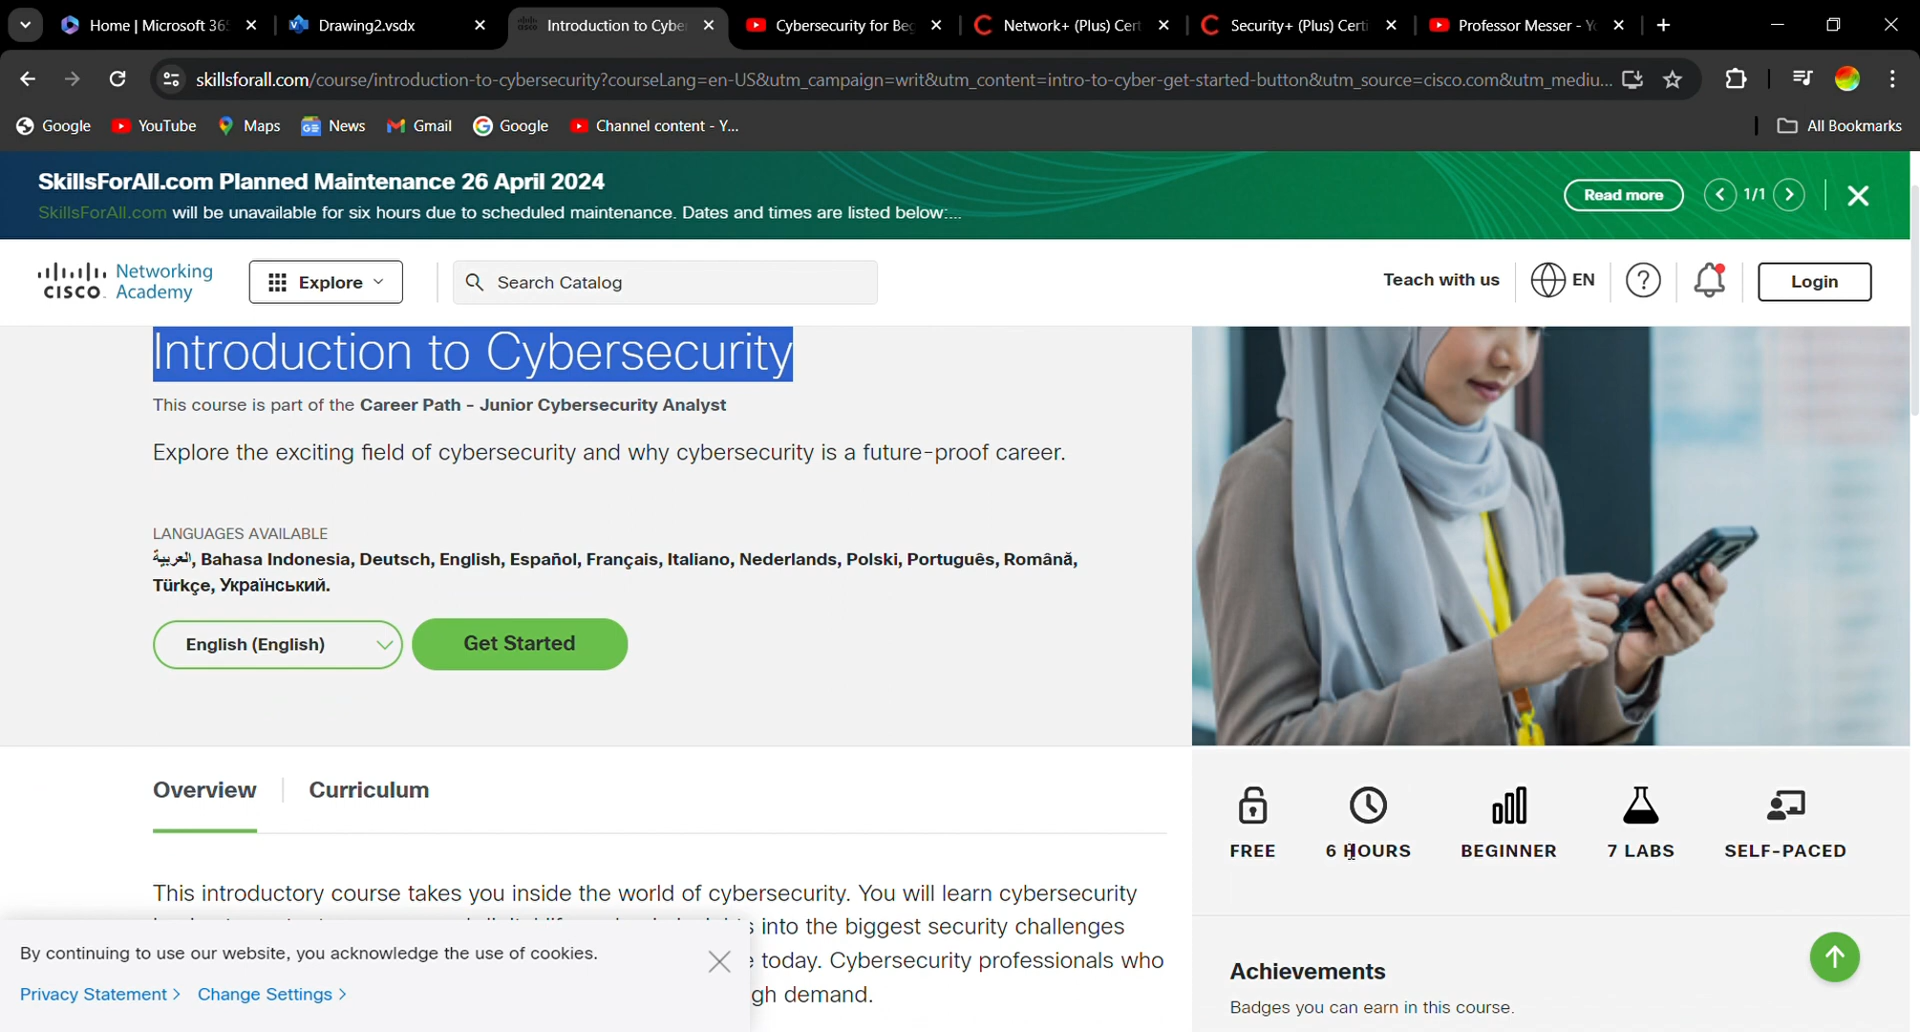 Home | Microsoft 36
Drawing2.vsdx
Introduction to Cybe
Cybersecurity for Be
Network+ (Plus) Cert
Security+ (Plus) Certi
Professor Messer - Y
skillsforall.com/course/introduction-to-cybersecurity?courseLang=en-US&utm_campaign=writ&utm_content=intro-to-cyber-get-started-button&utm_source=cisco.com&utm_mediu...
Google
YouTube
Maps
News
Gmail
Google
Channel content - Y...
All Bookmarks
SkillsForAll.com Planned Maintenance 26 April 2024
SkillsForAll.com will be unavailable for six hours due to scheduled maintenance. Dates and times are listed below:...
Read more
1/1
CISCO Networking Academy
Explore
Search Catalog
Teach with us
EN
Login
Introduction to Cybersecurity
This course is part of the Career Path - Junior Cybersecurity Analyst
Explore the exciting field of cybersecurity and why cybersecurity is a future-proof career.
LANGUAGES AVAILABLE
العربية, Bahasa Indonesia, Deutsch, English, Español, Français, Italiano, Nederlands, Polski, Português, Română,
Türkçe, Український.
English (English)
Get Started
Overview
Curriculum
FREE
6 HOURS
BEGINNER
7 LABS
SELF-PACED
This introductory course takes you inside the world of cybersecurity. You will learn cybersecurity
into the biggest security challenges
today. Cybersecurity professionals who
gh demand.
By continuing to use our website, you acknowledge the use of cookies.
Privacy Statement >
Change Settings >
Achievements
Badges you can earn in this course.